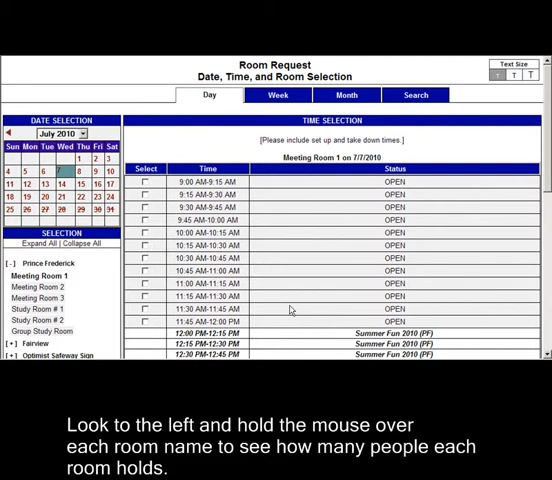 Room Request
Date, Time, and Room Selection
Text Size
T T T
Day Week Month Search
DATE SELECTION
July 2010
Sun Mon Tue Wed Thu Fri Sat
1 2 3
4 5 6 7 8 9 10
11 12 13 14 15 16 17
18 19 20 21 22 23 24
25 26 27 28 29 30 31
SELECTION
Expand All | Collapse All
[-] Prince Frederick
Meeting Room 1
Meeting Room 2
Meeting Room 3
Study Room # 1
Study Room # 2
Group Study Room
[+] Fairview
[+] Optimist Safeway Sign
TIME SELECTION
[Please include set up and take down times.]
Meeting Room 1 on 7/7/2010
Select Time Status
9:00 AM-9:15 AM OPEN
9:15 AM-9:30 AM OPEN
9:30 AM-9:45 AM OPEN
9:45 AM-10:00 AM OPEN
10:00 AM-10:15 AM OPEN
10:15 AM-10:30 AM OPEN
10:30 AM-10:45 AM OPEN
10:45 AM-11:00 AM OPEN
11:00 AM-11:15 AM OPEN
11:15 AM-11:30 AM OPEN
11:30 AM-11:45 AM OPEN
11:45 AM-12:00 PM OPEN
12:00 PM-12:15 PM Summer Fun 2010 (PF)
12:15 PM-12:30 PM Summer Fun 2010 (PF)
12:30 PM-12:45 PM Summer Fun 2010 (PF)
Look to the left and hold the mouse over
each room name to see how many people each
room holds.